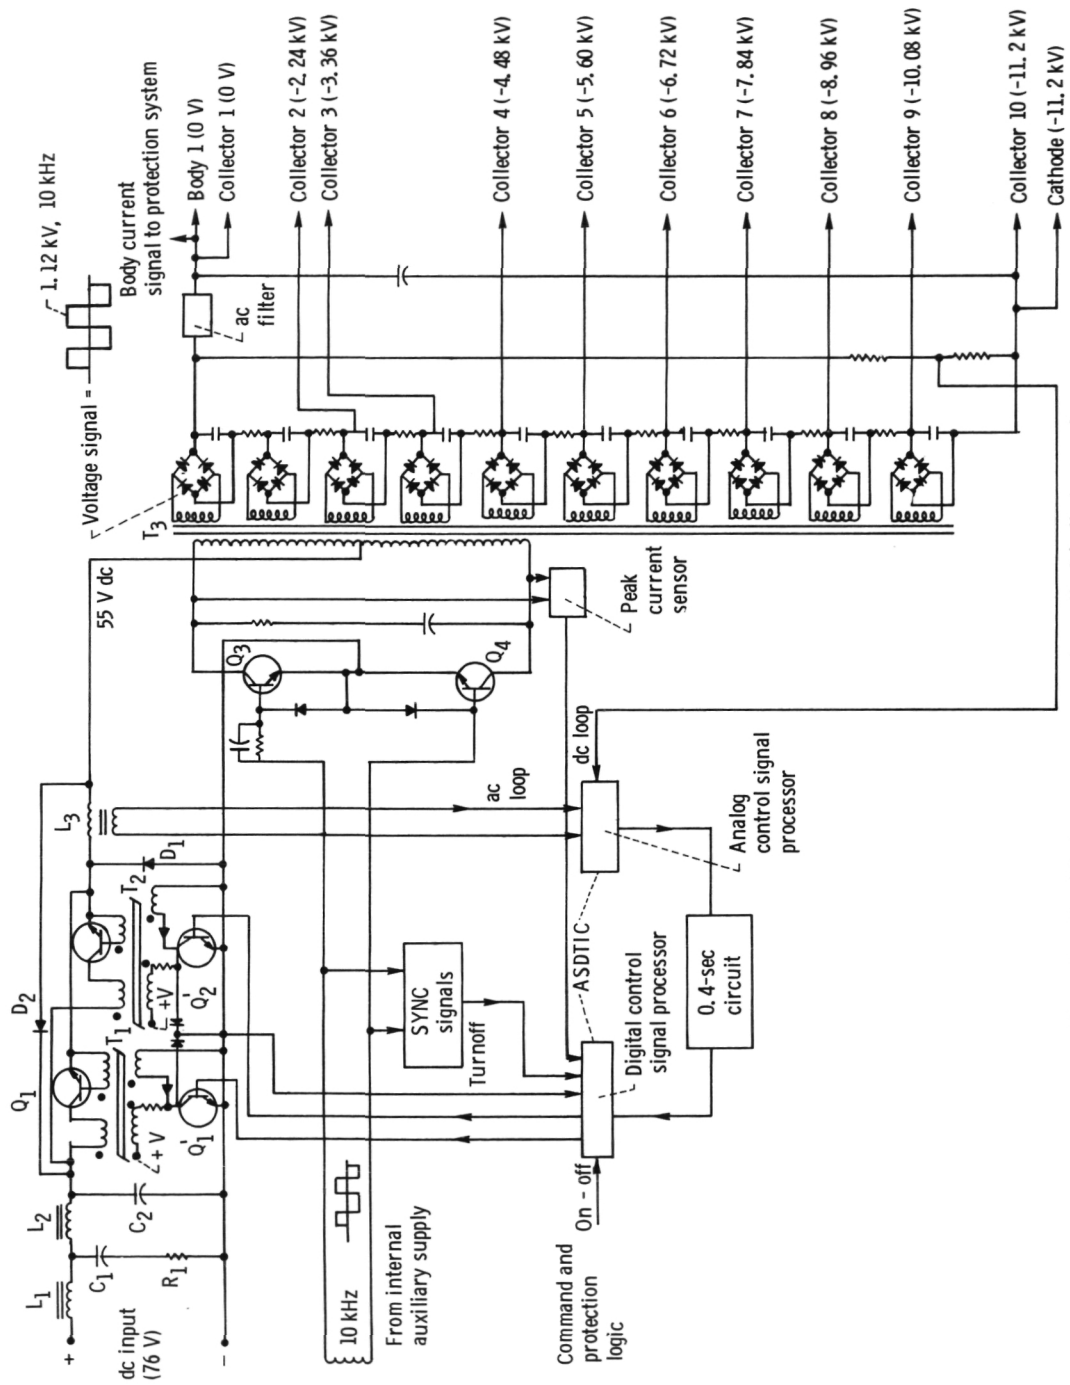 dc input
(76 V)
+
-
L1
L2
C1
R1
C2
Q1
D2
T1
+V
Q'1
T2
+V
Q'2
D1
L3
55 V dc
Voltage signal =
1.12 kV, 10 kHz
T3
Body current
signal to protection system
ac
filter
Body 1 (0 V)
Collector 1 (0 V)
Collector 2 (-2.24 kV)
Collector 3 (-3.36 kV)
Collector 4 (-4.48 kV)
Collector 5 (-5.60 kV)
Collector 6 (-6.72 kV)
Collector 7 (-7.84 kV)
Collector 8 (-8.96 kV)
Collector 9 (-10.08 kV)
Collector 10 (-11.2 kV)
Cathode (-11.2 kV)
Q3
Q4
Peak
current
sensor
10 kHz
From internal
auxiliary supply
SYNC
signals
Turnoff
ac
loop
dc loop
ASDTIC
Analog
control signal
processor
Digital control
signal processor
0.4-sec
circuit
On - off
Command and
protection
logic